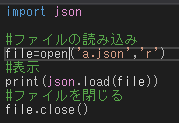 import json
#ファイルの読み込み
file=open('a.json','r')
#表示
print(json.load(file))
#ファイルを閉じる
file.close()